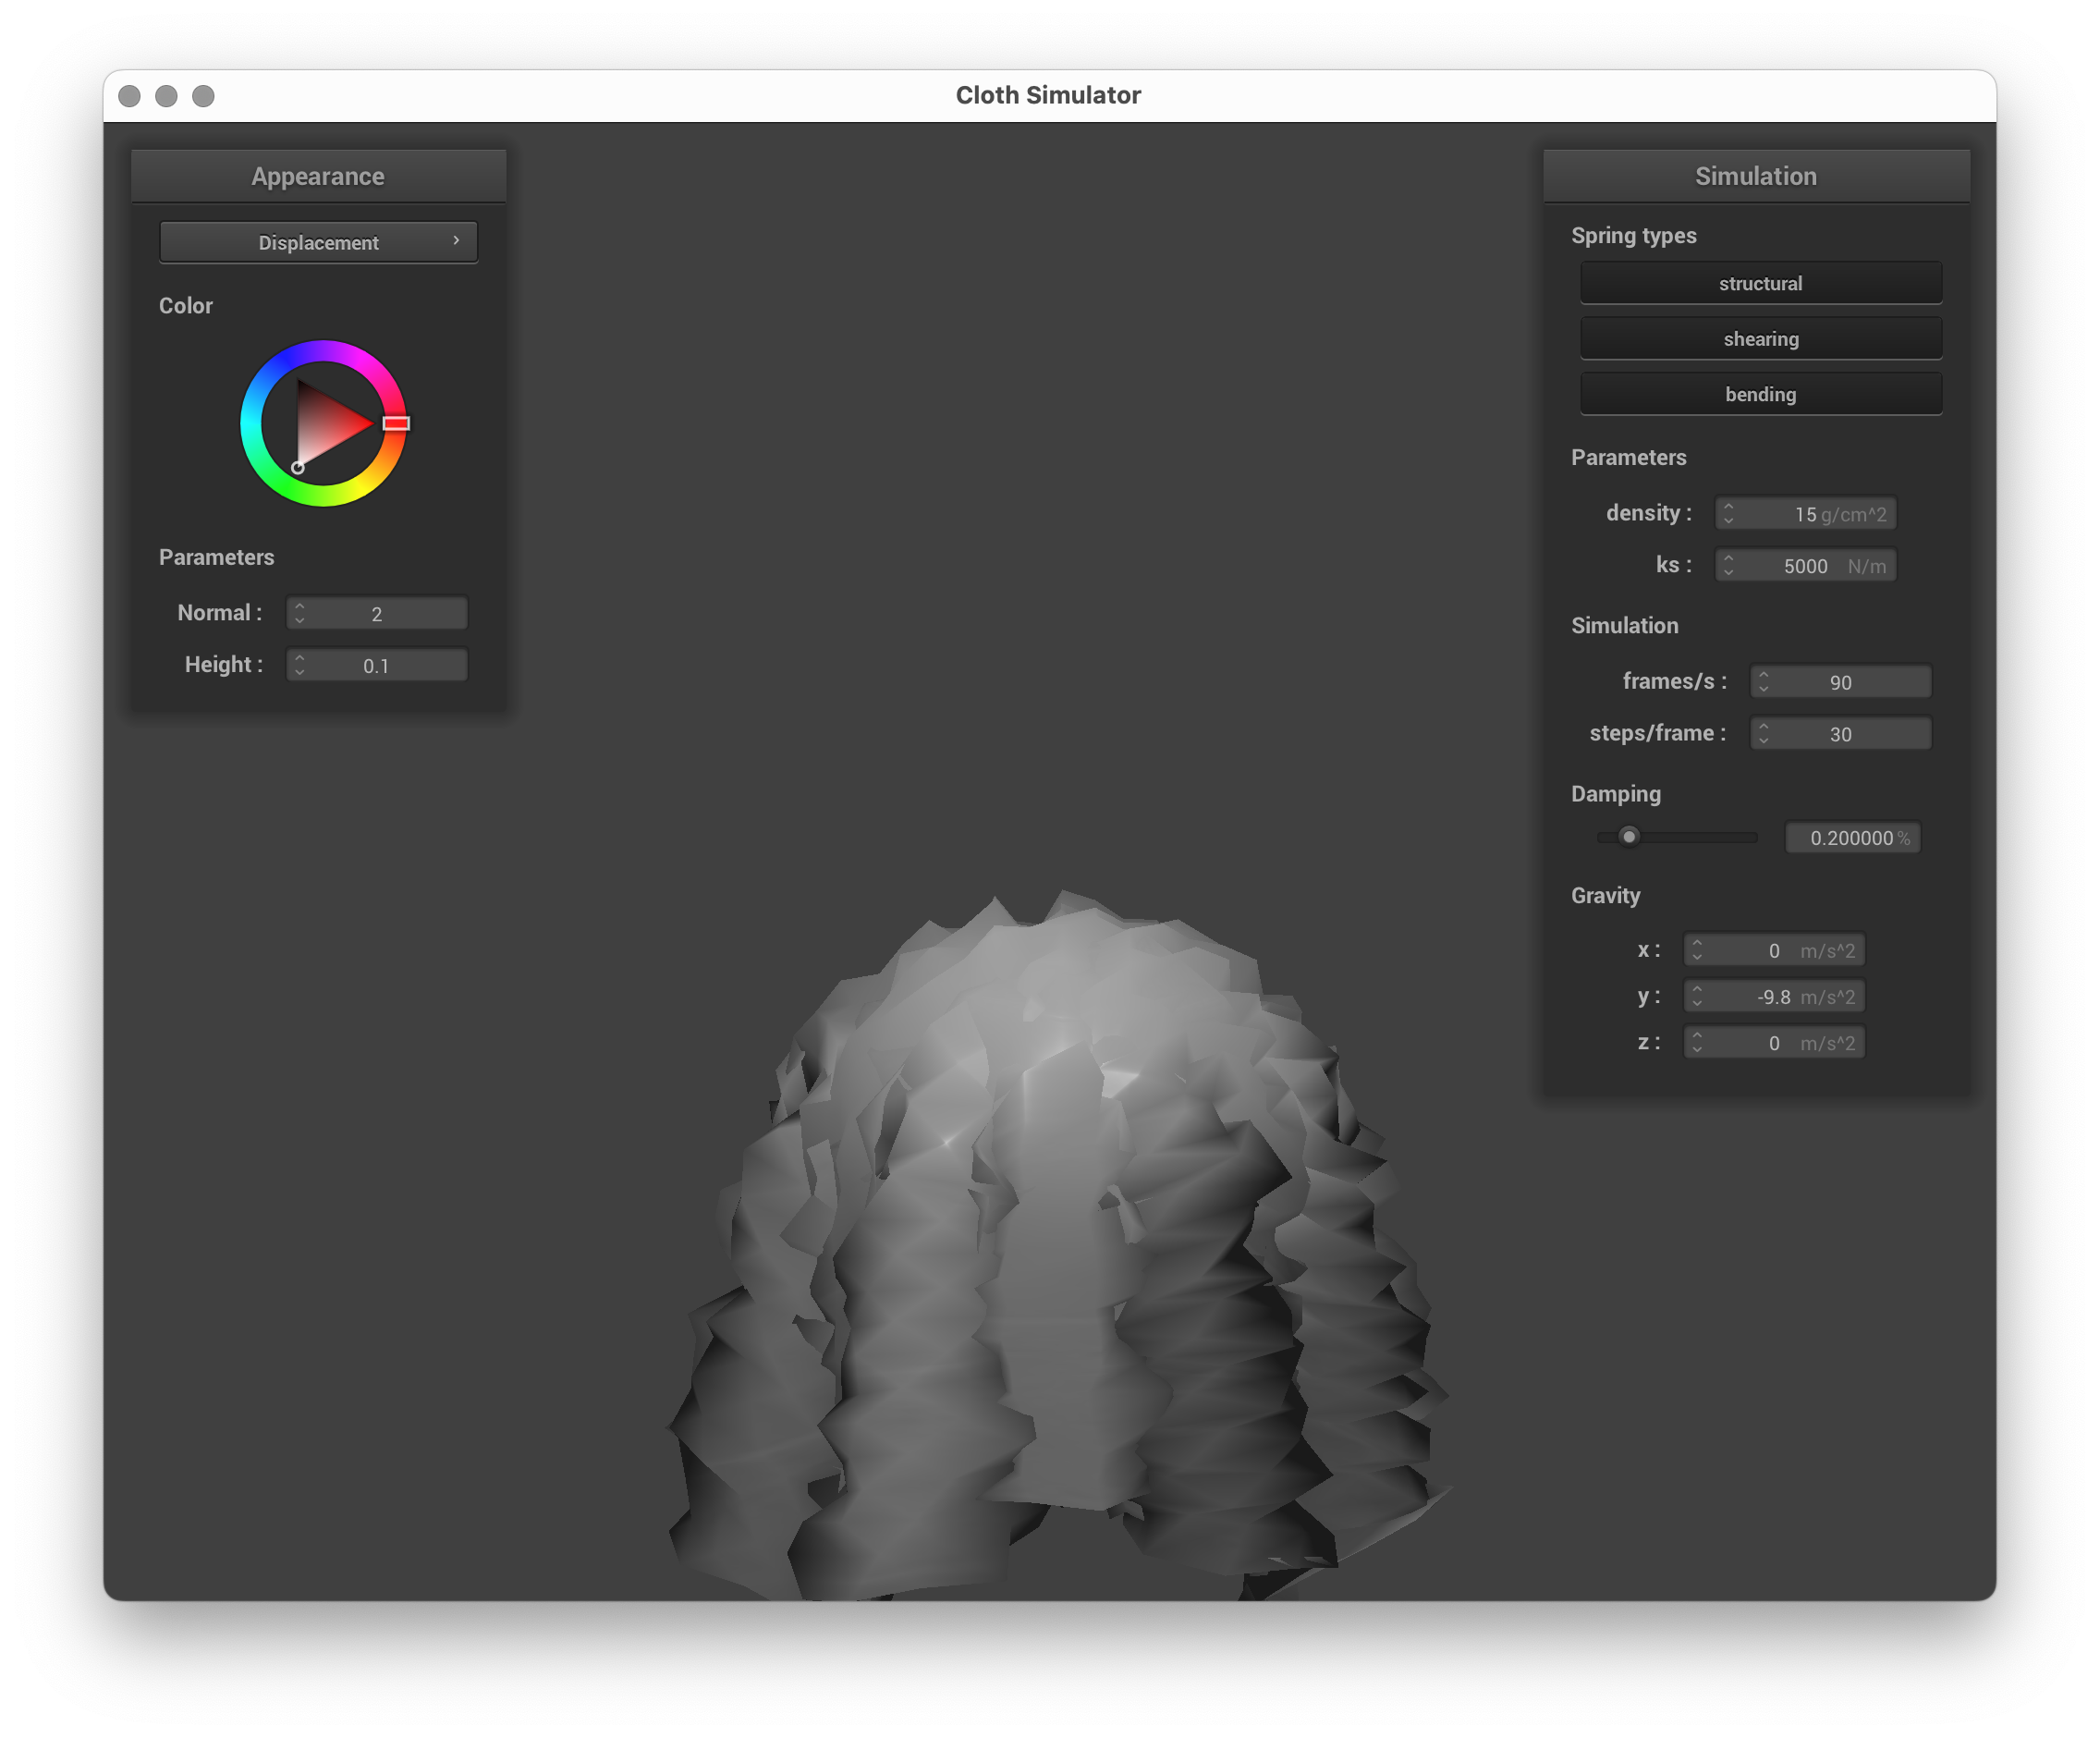 Cloth Simulator
Appearance
Displacement
Color
Parameters
Normal : 2
Height : 0.1
Simulation
Spring types
structural
shearing
bending
Parameters
density : 15 g/cm^2
ks : 5000 N/m
Simulation
frames/s : 90
steps/frame : 30
Damping
0.200000 %
Gravity
x : 0 m/s^2
y : -9.8 m/s^2
z : 0 m/s^2